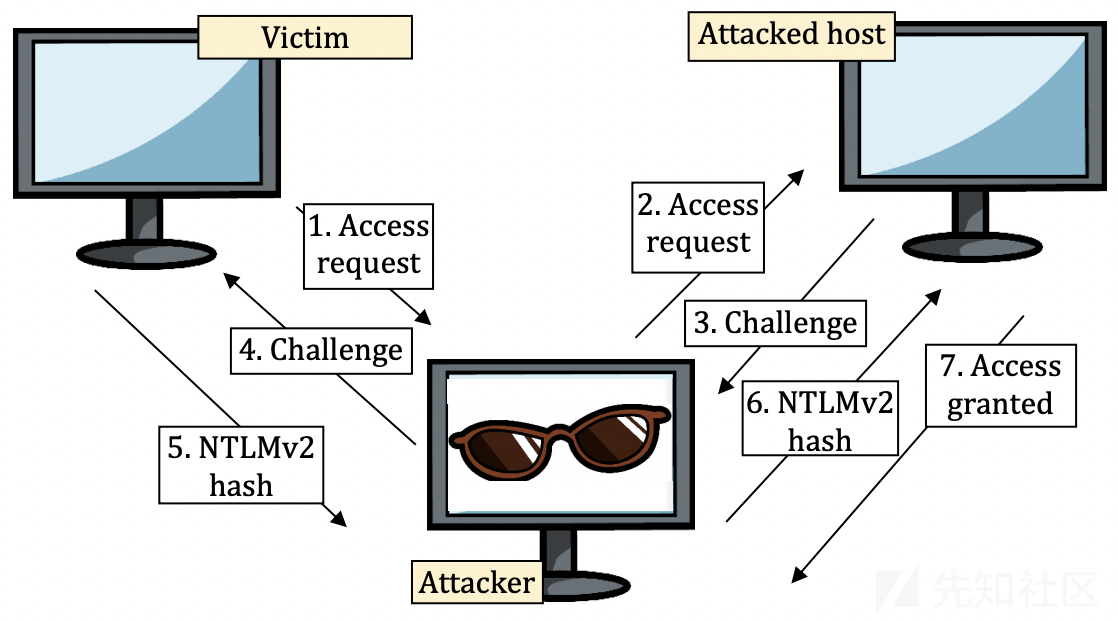 Victim
Attacked host
1. Access
request
2. Access
request
3. Challenge
4. Challenge
5. NTLMv2
hash
6. NTLMv2
hash
7. Access
granted
Attacker
先知社区